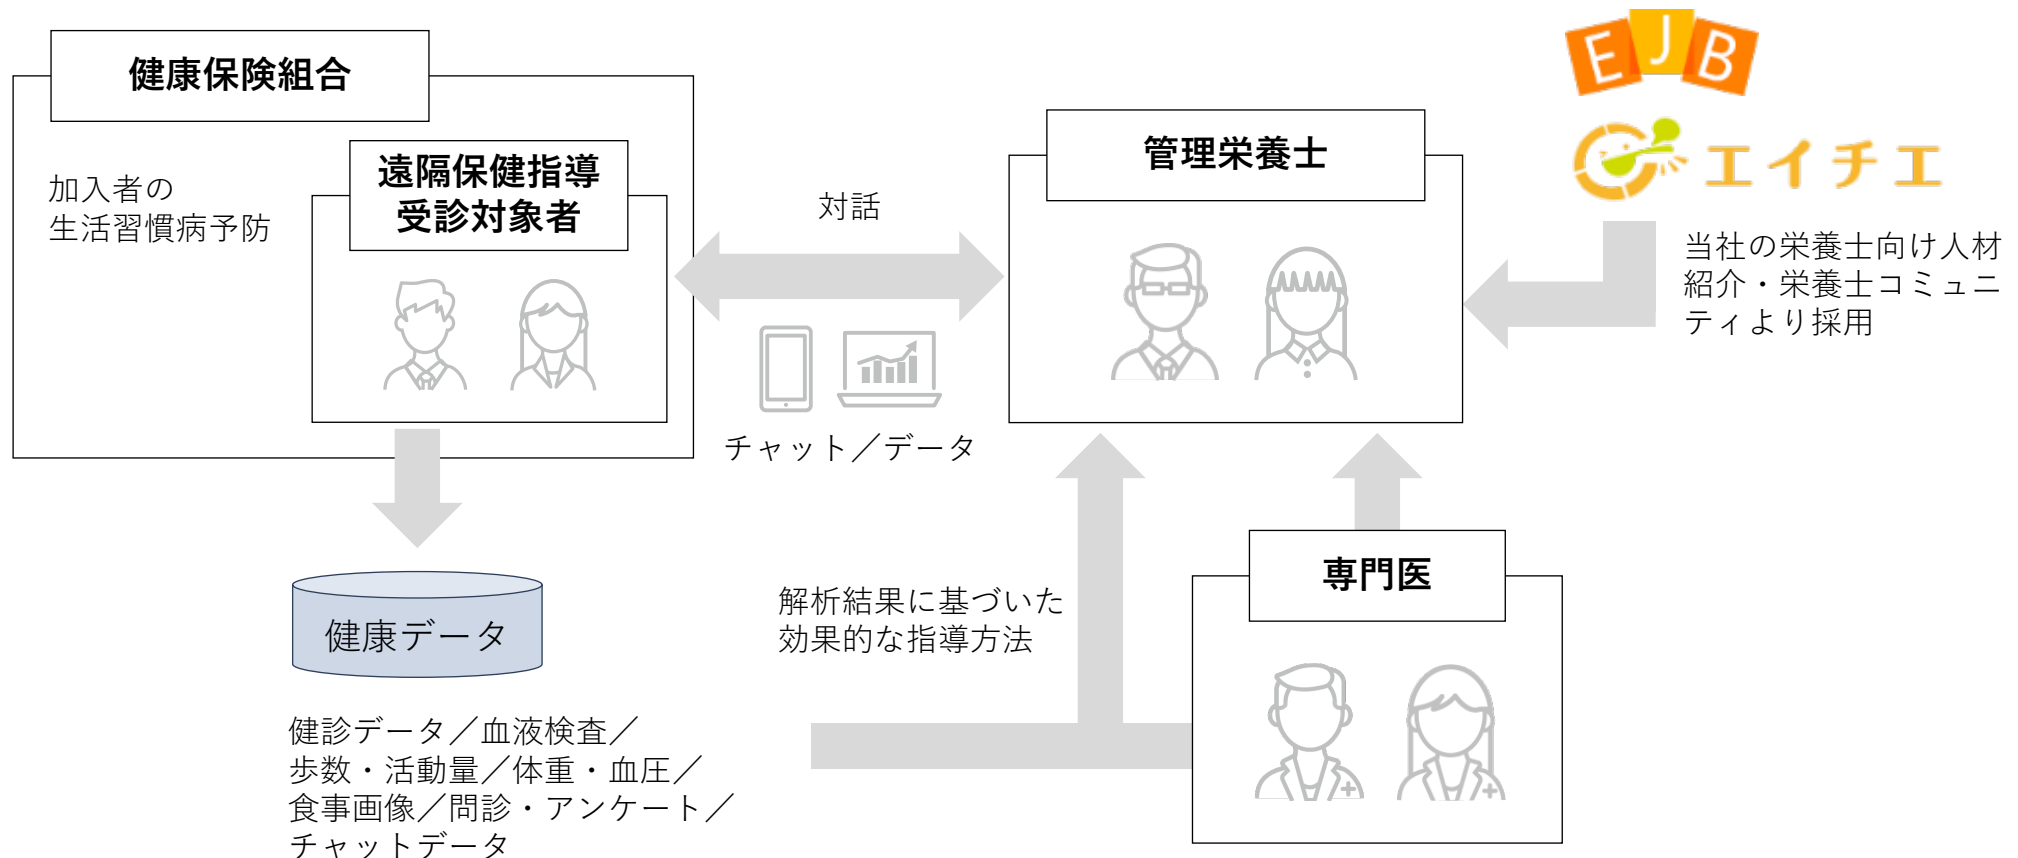 健康保険組合
加入者の
生活習慣病予防
遠隔保健指導
受診対象者
対話
チャット／データ
管理栄養士
EJB
エイチエ
当社の栄養士向け人材
紹介・栄養士コミュニ
ティより採用
健康データ
健診データ／血液検査／
歩数・活動量／体重・血圧／
食事画像／問診・アンケート／
チャットデータ
解析結果に基づいた
効果的な指導方法
専門医